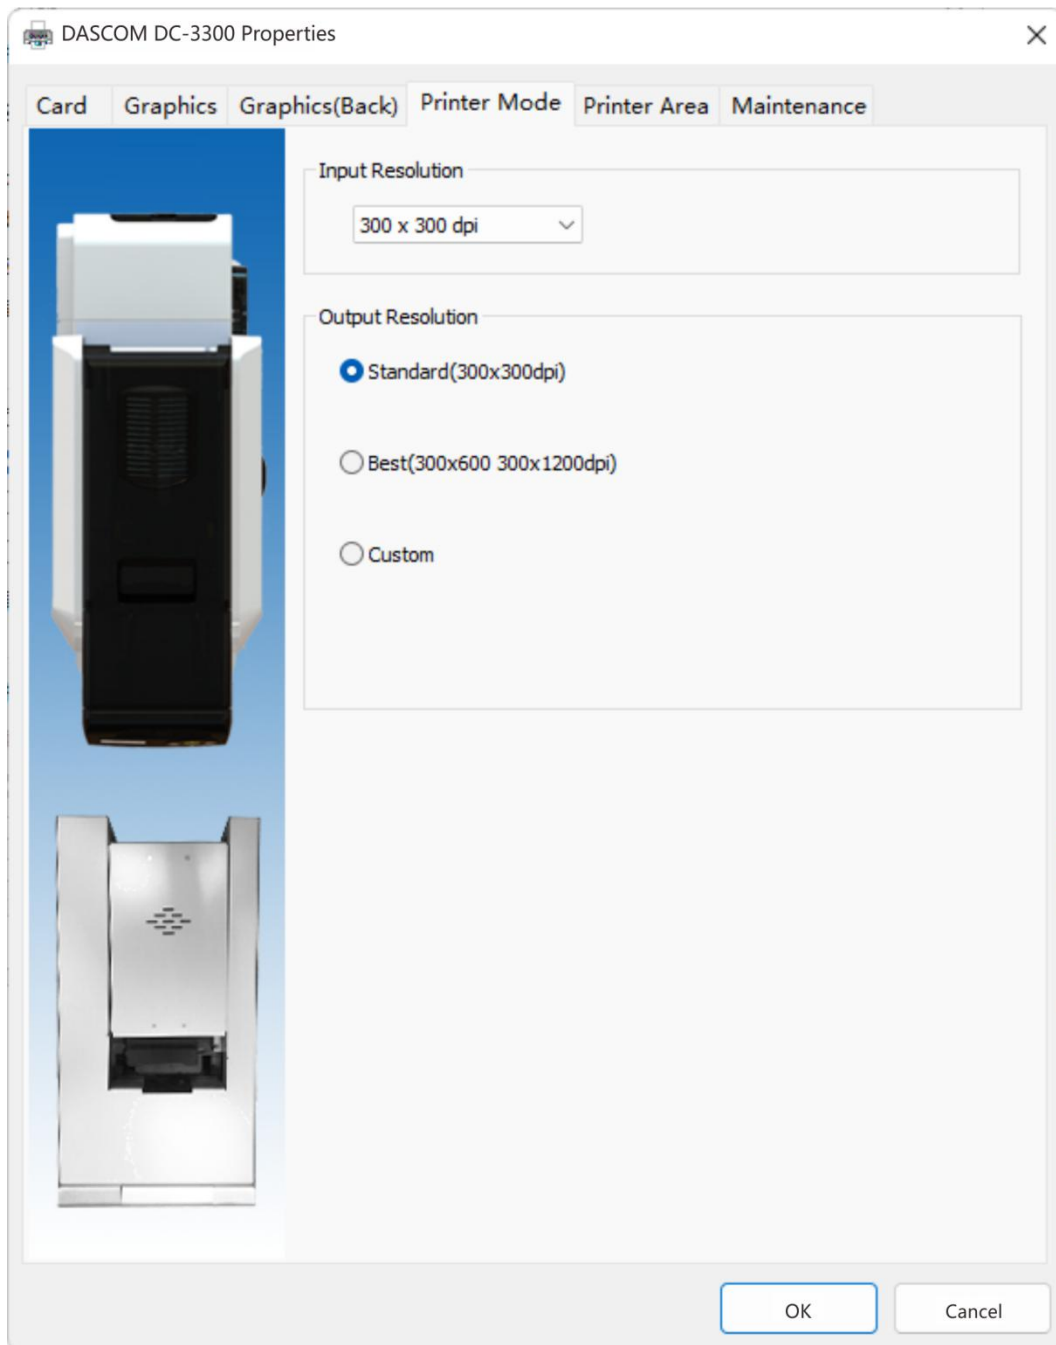 DASCOM DC-3300 Properties
Card Graphics Graphics(Back) Printer Mode Printer Area Maintenance
Input Resolution
300 x 300 dpi
Output Resolution
Standard(300x300dpi)
Best(300x600 300x1200dpi)
Custom
OK Cancel